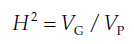 H² = V_G / V_P